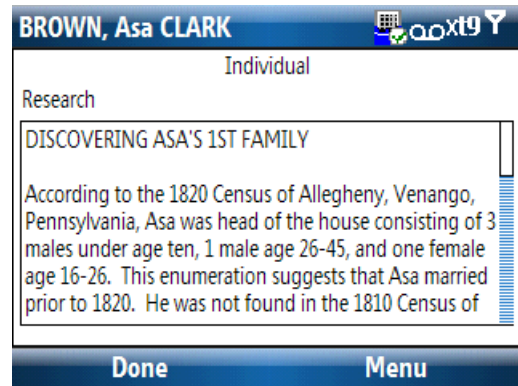 BROWN, Asa CLARK xt9
Individual
Research
DISCOVERING ASA'S 1ST FAMILY
According to the 1820 Census of Allegheny, Venango,
Pennsylvania, Asa was head of the house consisting of 3
males under age ten, 1 male age 26-45, and one female
age 16-26.  This enumeration suggests that Asa married
prior to 1820.  He was not found in the 1810 Census of
Done Menu